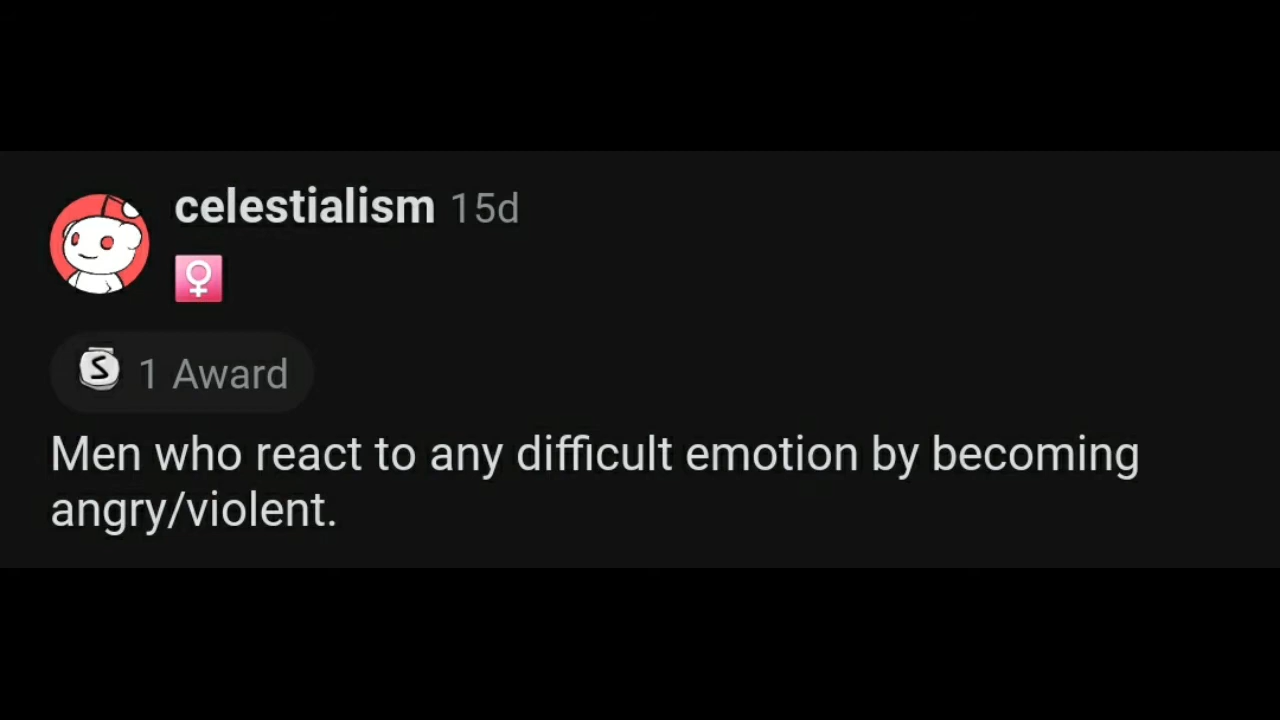 celestialism 15d
♀
S 1 Award
Men who react to any difficult emotion by becoming
angry/violent.